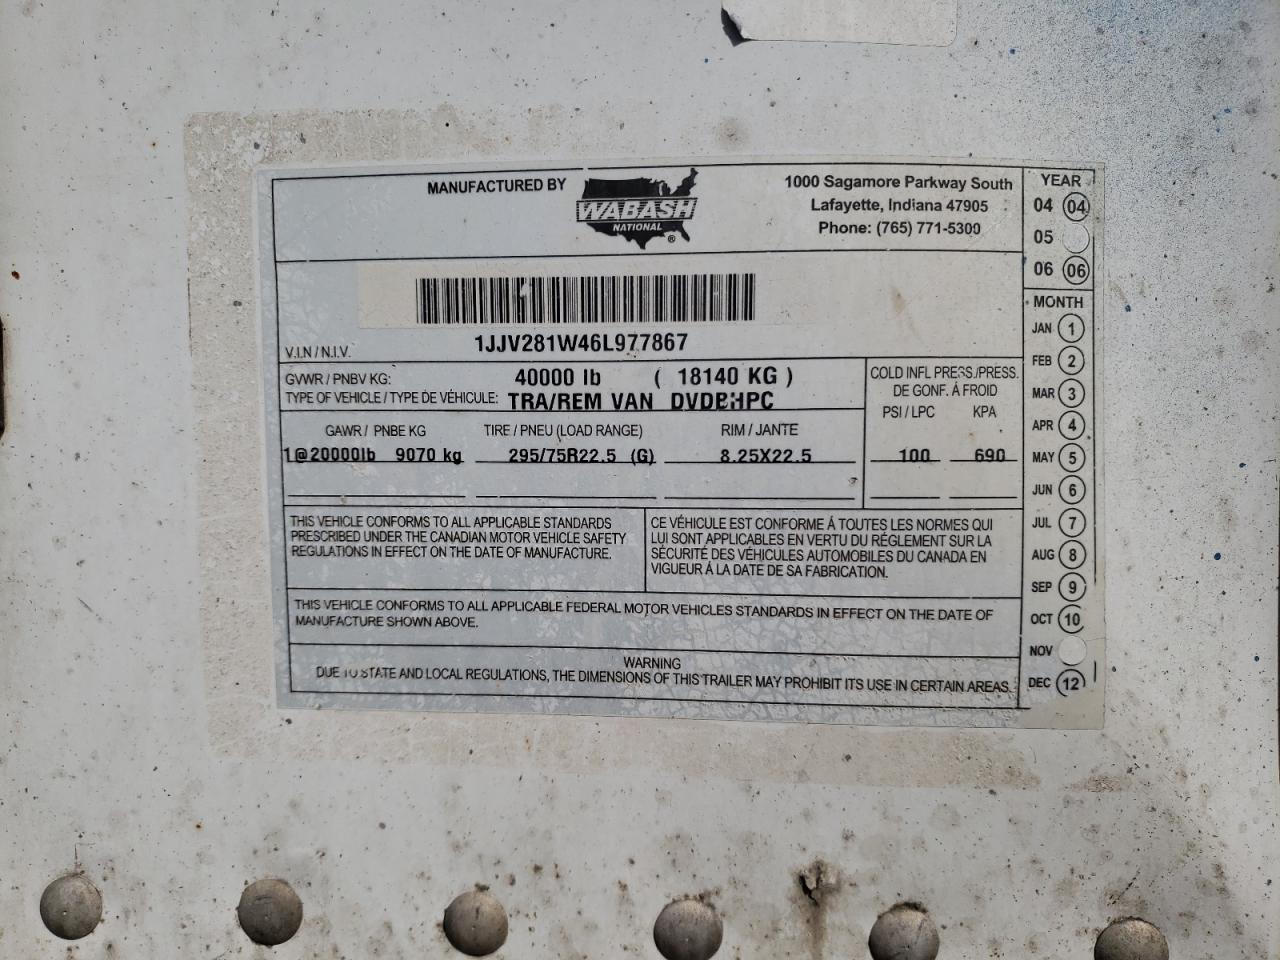 MANUFACTURED BY
WABASH
NATIONAL
®
1000 Sagamore Parkway South
Lafayette, Indiana 47905
Phone: (765) 771-5300
V.I.N / N.I.V.
1JJV281W46L977867
GVWR / PNBV KG: 40000 lb ( 18140 KG )
TYPE OF VEHICLE / TYPE DE VÉHICULE: TRA/REM VAN DVDBHPC
COLD INFL PRESS./PRESS.
DE GONF. Á FROID
PSI / LPC KPA
GAWR / PNBE KG TIRE / PNEU (LOAD RANGE) RIM / JANTE
1@20000lb 9070 kg 295/75R22.5 (G) 8.25X22.5 100 690
THIS VEHICLE CONFORMS TO ALL APPLICABLE STANDARDS
PRESCRIBED UNDER THE CANADIAN MOTOR VEHICLE SAFETY
REGULATIONS IN EFFECT ON THE DATE OF MANUFACTURE.
CE VÉHICULE EST CONFORME Á TOUTES LES NORMES QUI
LUI SONT APPLICABLES EN VERTU DU RÉGLEMENT SUR LA
SÉCURITÉ DES VÉHICULES AUTOMOBILES DU CANADA EN
VIGUEUR Á LA DATE DE SA FABRICATION.
THIS VEHICLE CONFORMS TO ALL APPLICABLE FEDERAL MOTOR VEHICLES STANDARDS IN EFFECT ON THE DATE OF
MANUFACTURE SHOWN ABOVE.
WARNING
DUE TO STATE AND LOCAL REGULATIONS, THE DIMENSIONS OF THIS TRAILER MAY PROHIBIT ITS USE IN CERTAIN AREAS.
YEAR
04 04
05
06 06
MONTH
JAN 1
FEB 2
MAR 3
APR 4
MAY 5
JUN 6
JUL 7
AUG 8
SEP 9
OCT 10
NOV
DEC 12